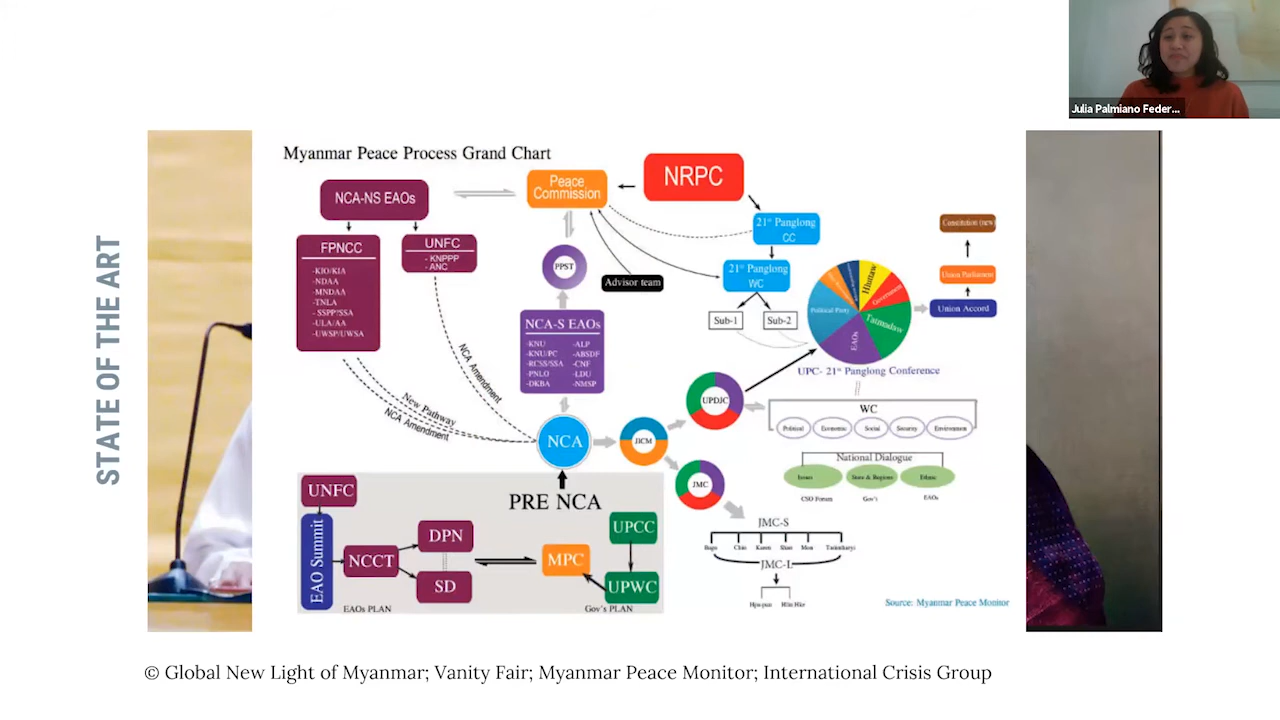 Julia Palmiano Feder...
STATE OF THE ART
Myanmar Peace Process Grand Chart
NRPC
Peace
Commission
NCA-NS EAOs
FPNCC
-KIO/KIA
-NDAA
-MNDAA
-TNLA
- SSPP/SSA
-ULA/AA
-UWSP/UWSA
UNFC
- KNPPP
- ANC
PPST
Advisor team
21st Panglong
CC
21st Panglong
WC
Sub-1
Sub-2
Constitution (new)
Union Parliament
Union Accord
Hluttaw
Government
Tatmadaw
EAOs
Political Party
UPC- 21st Panglong Conference
NCA-S EAOs
-KNU
-KNU/PC
-RCSS/SSA
-PNLO
-DKBA
-ALP
-ABSDF
-CNF
-LDU
-NMSP
NCA Amendment
New Pathway
NCA Amendment
NCA
JICM
UPDJC
JMC
WC
Political
Economic
Social
Security
Environment
National Dialogue
Issues
State & Regions
Ethnic
CSO Forum
Gov's
EAOs
JMC-S
Bago
Chin
Karen
Shan
Mon
Tanintharyi
JMC-L
Hpa-pun
PRE NCA
UNFC
EAO Summit
NCCT
DPN
SD
MPC
UPCC
UPWC
EAOs PLAN
Gov's PLAN
Source: Myanmar Peace Monitor
© Global New Light of Myanmar; Vanity Fair; Myanmar Peace Monitor; International Crisis Group